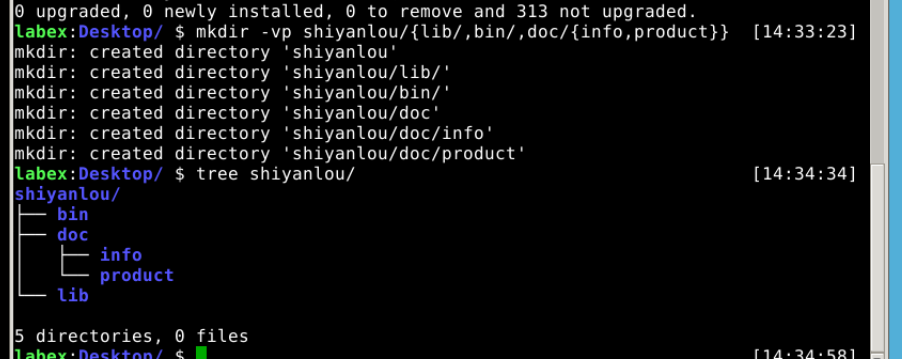 0 upgraded, 0 newly installed, 0 to remove and 313 not upgraded.
labex:Desktop/ $ mkdir -vp shiyanlou/{lib/,bin/,doc/{info,product}} [14:33:23]
mkdir: created directory 'shiyanlou'
mkdir: created directory 'shiyanlou/lib/'
mkdir: created directory 'shiyanlou/bin/'
mkdir: created directory 'shiyanlou/doc'
mkdir: created directory 'shiyanlou/doc/info'
mkdir: created directory 'shiyanlou/doc/product'
labex:Desktop/ $ tree shiyanlou/ [14:34:34]
shiyanlou/
├── bin
├── doc
│   ├── info
│   └── product
└── lib
5 directories, 0 files
labex:Desktop/ $ [14:34:58]